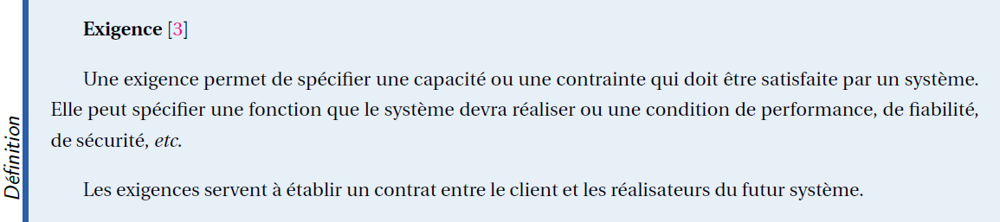 Exigence [3]
Une exigence permet de spécifier une capacité ou une contrainte qui doit être satisfaite par un système.
Elle peut spécifier une fonction que le système devra réaliser ou une condition de performance, de fiabilité,
de sécurité, etc.
Les exigences servent à établir un contrat entre le client et les réalisateurs du futur système.
Définition